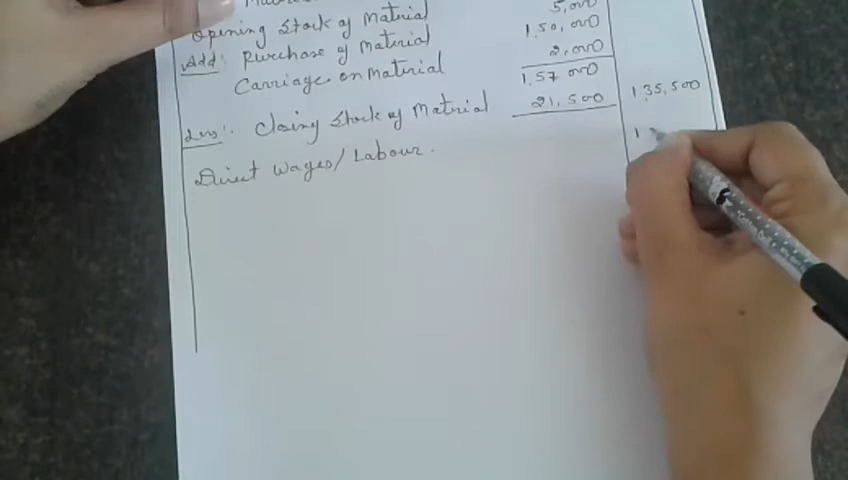 Opening Stock of Material 5,000
Add: Purchase of Material 1,50,000
Carriage on Material 2,000
1,57,000
Less: Closing Stock of Material 21,500 1,35,500
Direct Wages/Labour. 1